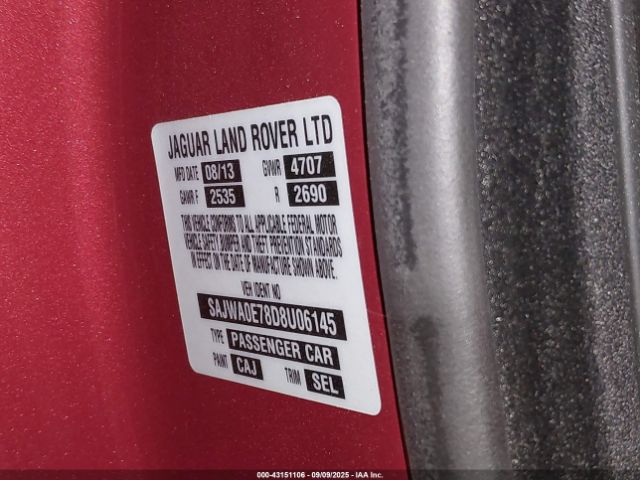 JAGUAR LAND ROVER LTD
MFD DATE 08/13 GVWR 4707
GAWR F 2535 R 2690
THIS VEHICLE CONFORMS TO ALL APPLICABLE FEDERAL MOTOR
VEHICLE SAFETY BUMPER AND THEFT PREVENTION STANDARDS
IN EFFECT ON THE DATE OF MANUFACTURE SHOWN ABOVE.
VEH IDENT NO
SAJWA0E78D8U06145
TYPE PASSENGER CAR
PAINT CAJ TRIM SEL
000-43151106 - 09/09/2025 - IAA Inc.